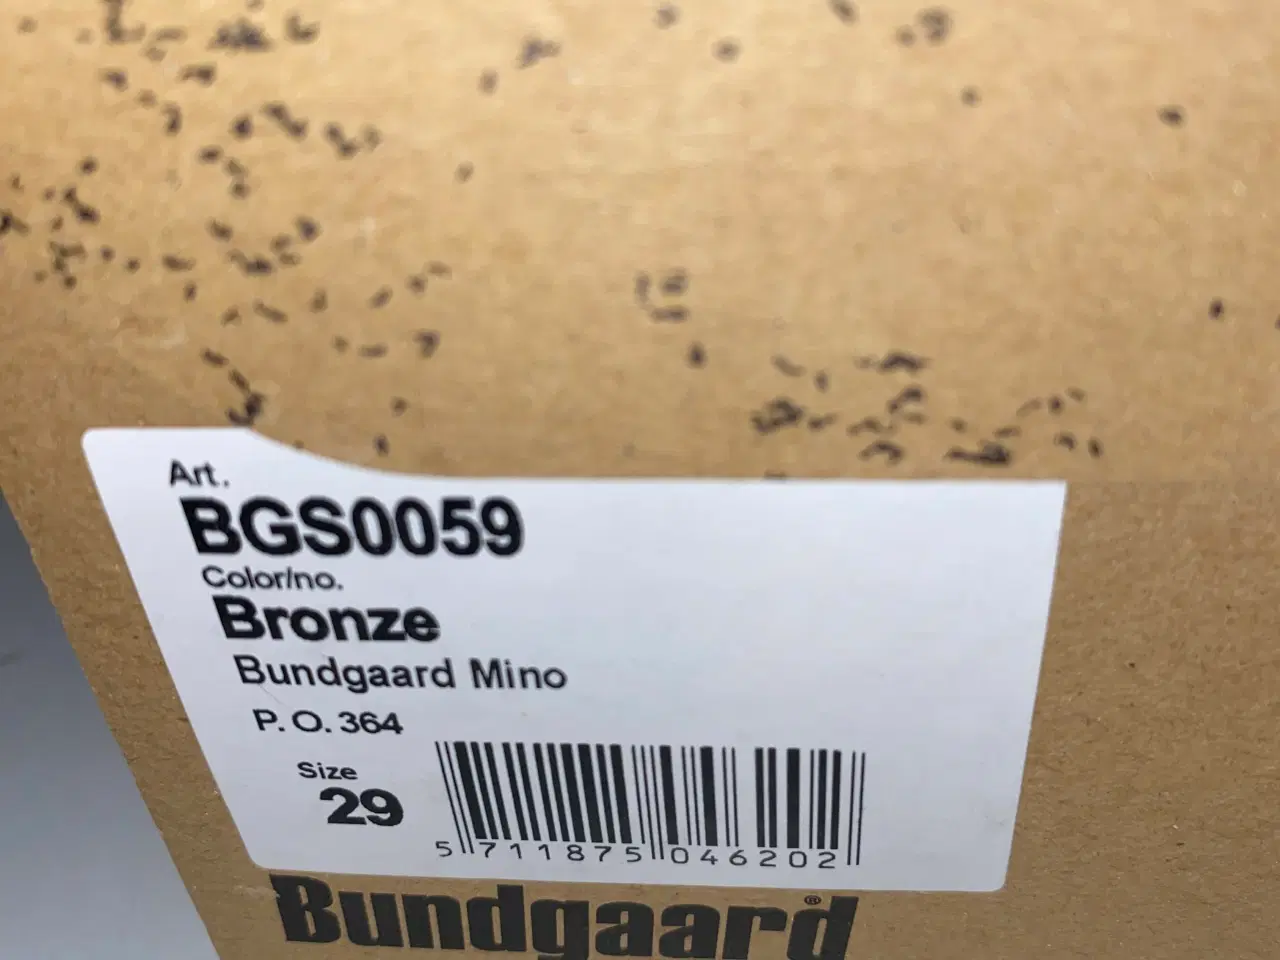 Art.
BGS0059
Color/no.
Bronze
Bundgaard Mino
P.O. 364
Size
29
5 711875 046202
Bundgaard®